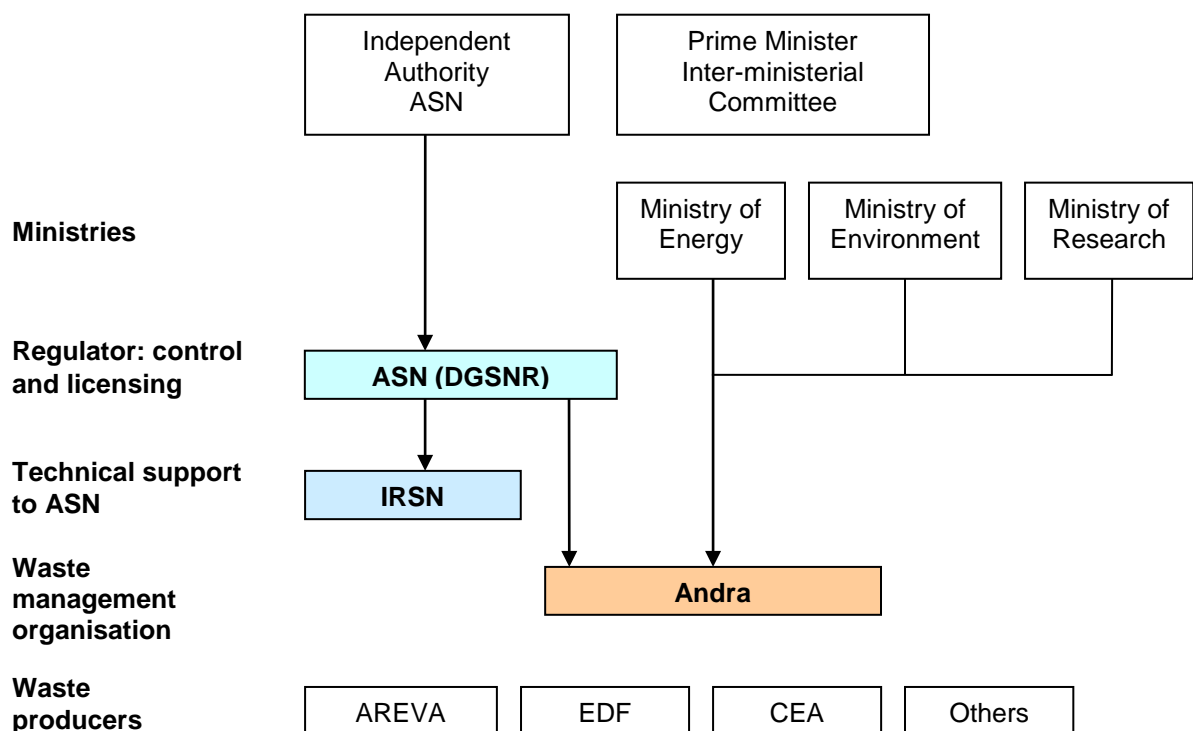 Independent
Authority
ASN
Prime Minister
Inter-ministerial
Committee
Ministries
Ministry of
Energy
Ministry of
Environment
Ministry of
Research
Regulator: control
and licensing
ASN (DGSNR)
Technical support
to ASN
IRSN
Waste
management
organisation
Andra
Waste
producers
AREVA
EDF
CEA
Others